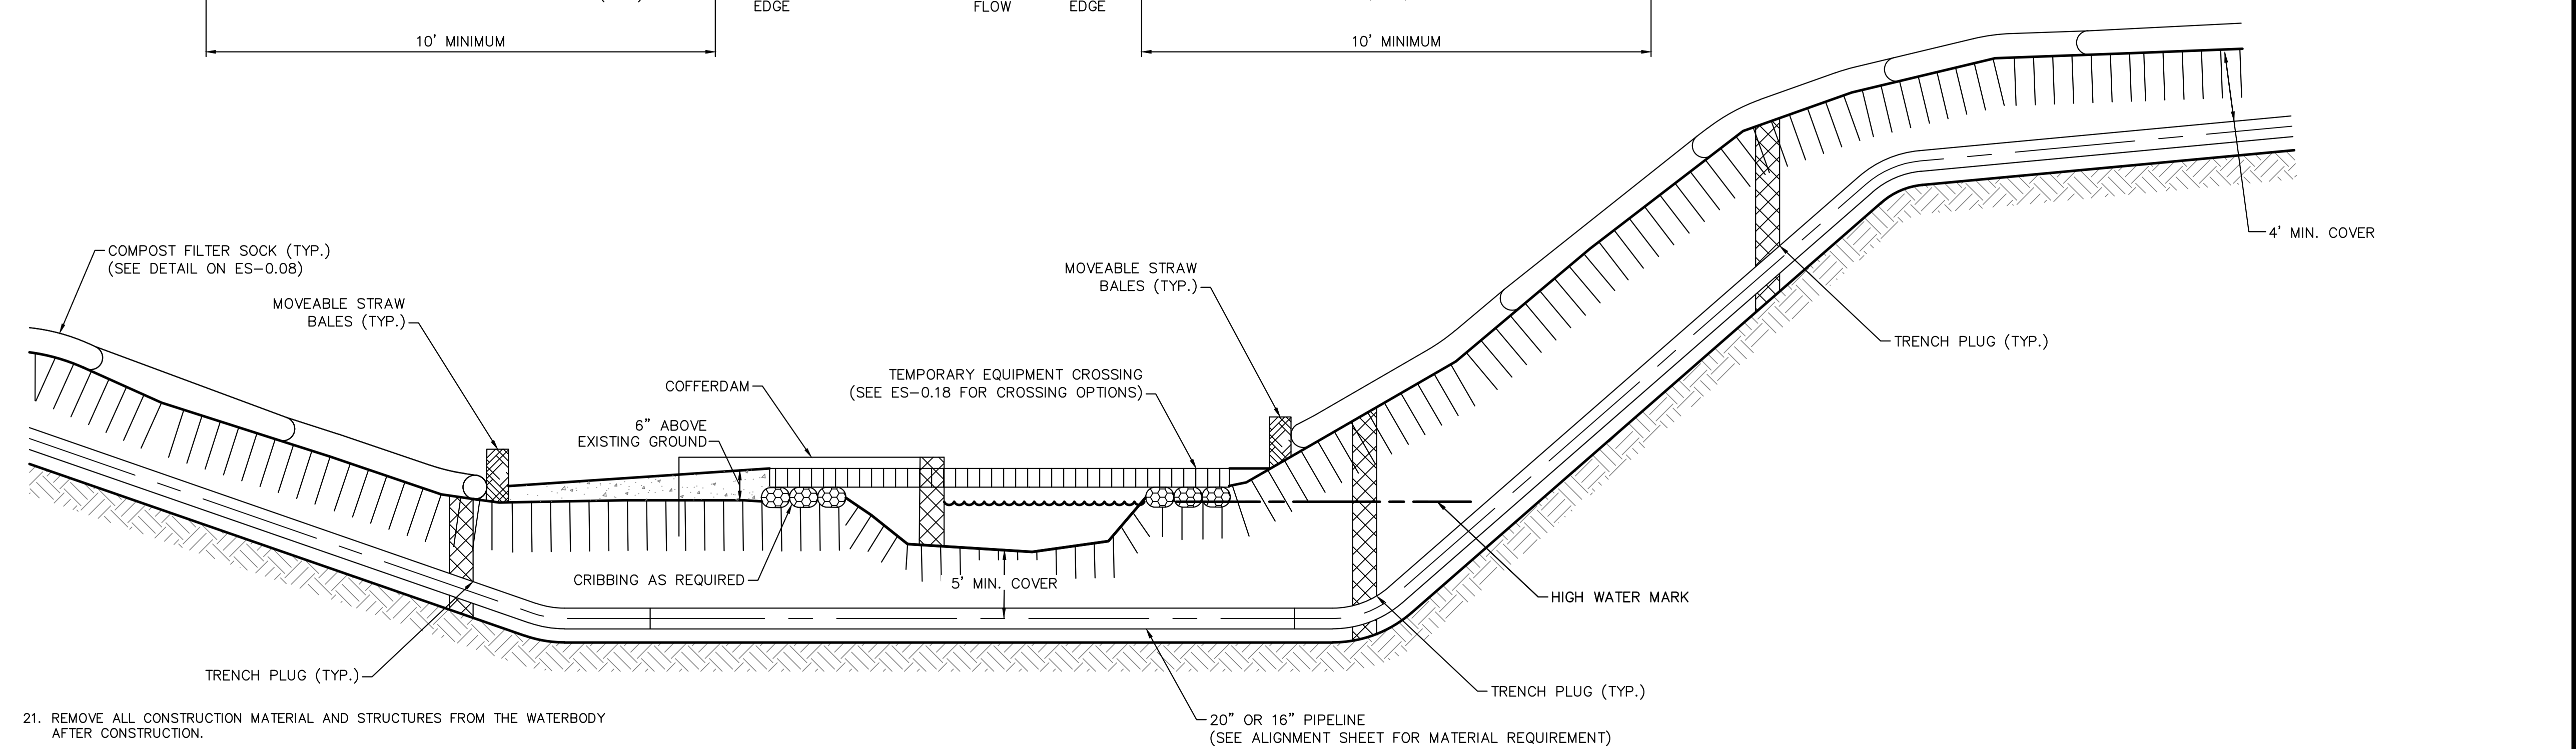 EDGE
FLOW
EDGE
10' MINIMUM
10' MINIMUM
4' MIN. COVER
COMPOST FILTER SOCK (TYP.)
(SEE DETAIL ON ES-0.08)
MOVEABLE STRAW
BALES (TYP.)
MOVEABLE STRAW
BALES (TYP.)
TRENCH PLUG (TYP.)
COFFERDAM
TEMPORARY EQUIPMENT CROSSING
(SEE ES-0.18 FOR CROSSING OPTIONS)
6" ABOVE
EXISTING GROUND
CRIBBING AS REQUIRED
5' MIN. COVER
HIGH WATER MARK
TRENCH PLUG (TYP.)
TRENCH PLUG (TYP.)
21. REMOVE ALL CONSTRUCTION MATERIAL AND STRUCTURES FROM THE WATERBODY
AFTER CONSTRUCTION.
20" OR 16" PIPELINE
(SEE ALIGNMENT SHEET FOR MATERIAL REQUIREMENT)